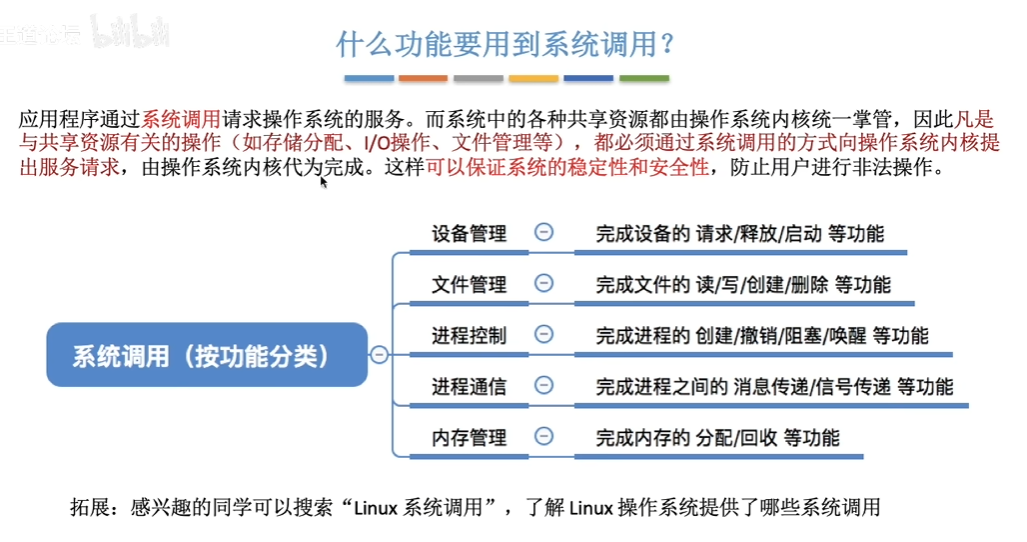 bilibili
什么功能要用到系统调用？
应用程序通过系统调用请求操作系统的服务。而系统中的各种共享资源都由操作系统内核统一掌管，因此凡是
与共享资源有关的操作（如存储分配、I/O操作、文件管理等），都必须通过系统调用的方式向操作系统内核提
出服务请求，由操作系统内核代为完成。这样可以保证系统的稳定性和安全性，防止用户进行非法操作。
设备管理 完成设备的 请求/释放/启动 等功能
文件管理 完成文件的 读/写/创建/删除 等功能
进程控制 完成进程的 创建/撤销/阻塞/唤醒 等功能
系统调用（按功能分类）
进程通信 完成进程之间的 消息传递/信号传递 等功能
内存管理 完成内存的 分配/回收 等功能
拓展：感兴趣的同学可以搜索“Linux 系统调用”，了解 Linux 操作系统提供了哪些系统调用